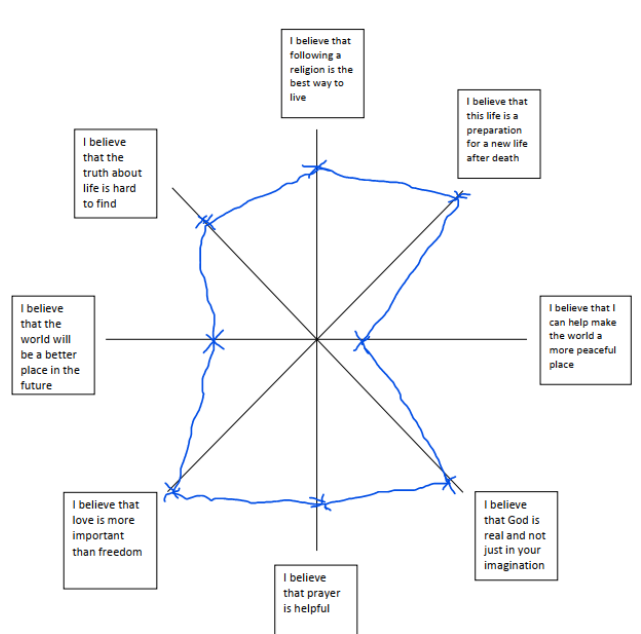 I believe that
following a
religion is the
best way to
live
I believe that
this life is a
preparation
for a new life
after death
I believe
that the
truth about
life is hard
to find
I believe
that the
world will
be a better
place in the
future
I believe that I
can help make
the world a
more peaceful
place
I believe that
love is more
important
than freedom
I believe
that God is
real and not
just in your
imagination
I believe
that prayer
is helpful